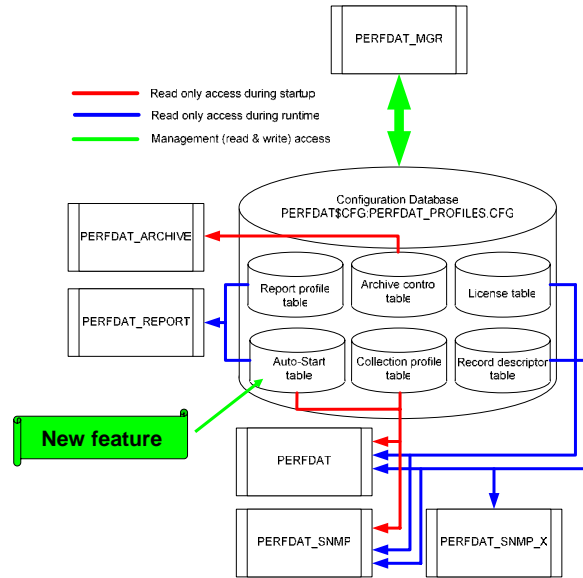 PERFDAT_MGR
Read only access during startup
Read only access during runtime
Management (read & write) access
Configuration Database
PERFDAT$CFG:PERFDAT_PROFILES.CFG
PERFDAT_ARCHIVE
Report profile
table
Archive contro
table
License table
PERFDAT_REPORT
Auto-Start
table
Collection profile
table
Record descriptor
table
New feature
PERFDAT
PERFDAT_SNMP
PERFDAT_SNMP_X